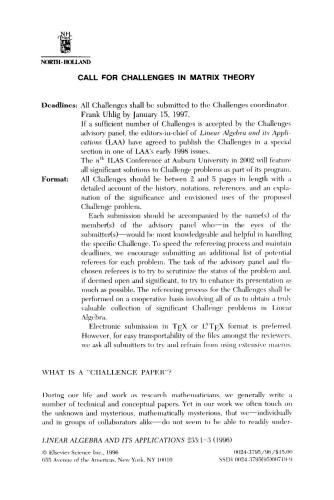 NH
NORTH-HOLLAND
CALL FOR CHALLENGES IN MATRIX THEORY
Deadlines: All Challenges shall be submitted to the Challenges coordinator.
Frank Uhlig by January 15, 1997.
If a sufficient number of Challenges is accepted by the Challenges
advisory panel, the editors-in-chief of Linear Algebra and its Appli-
cations (LAA) have agreed to publish the Challenges in a special
section in one of LAA's early 1998 issues.
The nth ILAS Conference at Auburn University in 2002 will feature
all significant solutions to Challenge problems as part of its program.
Format: All Challenges should be between 2 and 5 pages in length with a
detailed account of the history, notations, references, and an expla-
nation of the significance and envisioned uses of the proposed
Challenge problem.
Each submission should be accompanied by the name(s) of the
member(s) of the advisory panel who—in the eyes of the
submitter(s)—would be most knowledgeable and helpful in handling
the specific Challenge. To speed the refereeing process and maintain
deadlines, we encourage submitting an additional list of potential
referees for each problem. The task of the advisory panel and the
chosen referees is to try to scrutinize the status of the problem and,
if deemed open and significant, to try to enhance its presentation as
much as possible. The refereeing process for the Challenges shall be
performed on a cooperative basis involving all of us to obtain a truly
valuable collection of significant Challenge problems in Linear
Algebra.
Electronic submission in TEX or LATEX format is preferred.
However, for easy transportability of the files amongst the reviewers,
we ask all submitters to try and refrain from using extensive macros.
WHAT IS A "CHALLENGE PAPER"?
During our life and work as research mathematicians, we generally write a
number of technical and conceptual papers. Yet in our work we often touch on
the unknown and mysterious, mathematically mysterious, that we—individually
and in groups of collaborators alike—do not seem to be able to readily under-
LINEAR ALGEBRA AND ITS APPLICATIONS 233:1–3 (1996)
© Elsevier Science Inc., 1996 0024-3795/96/$15.00
655 Avenue of the Americas, New York, NY 10010 SSDI 0024-3795(95)00719-9